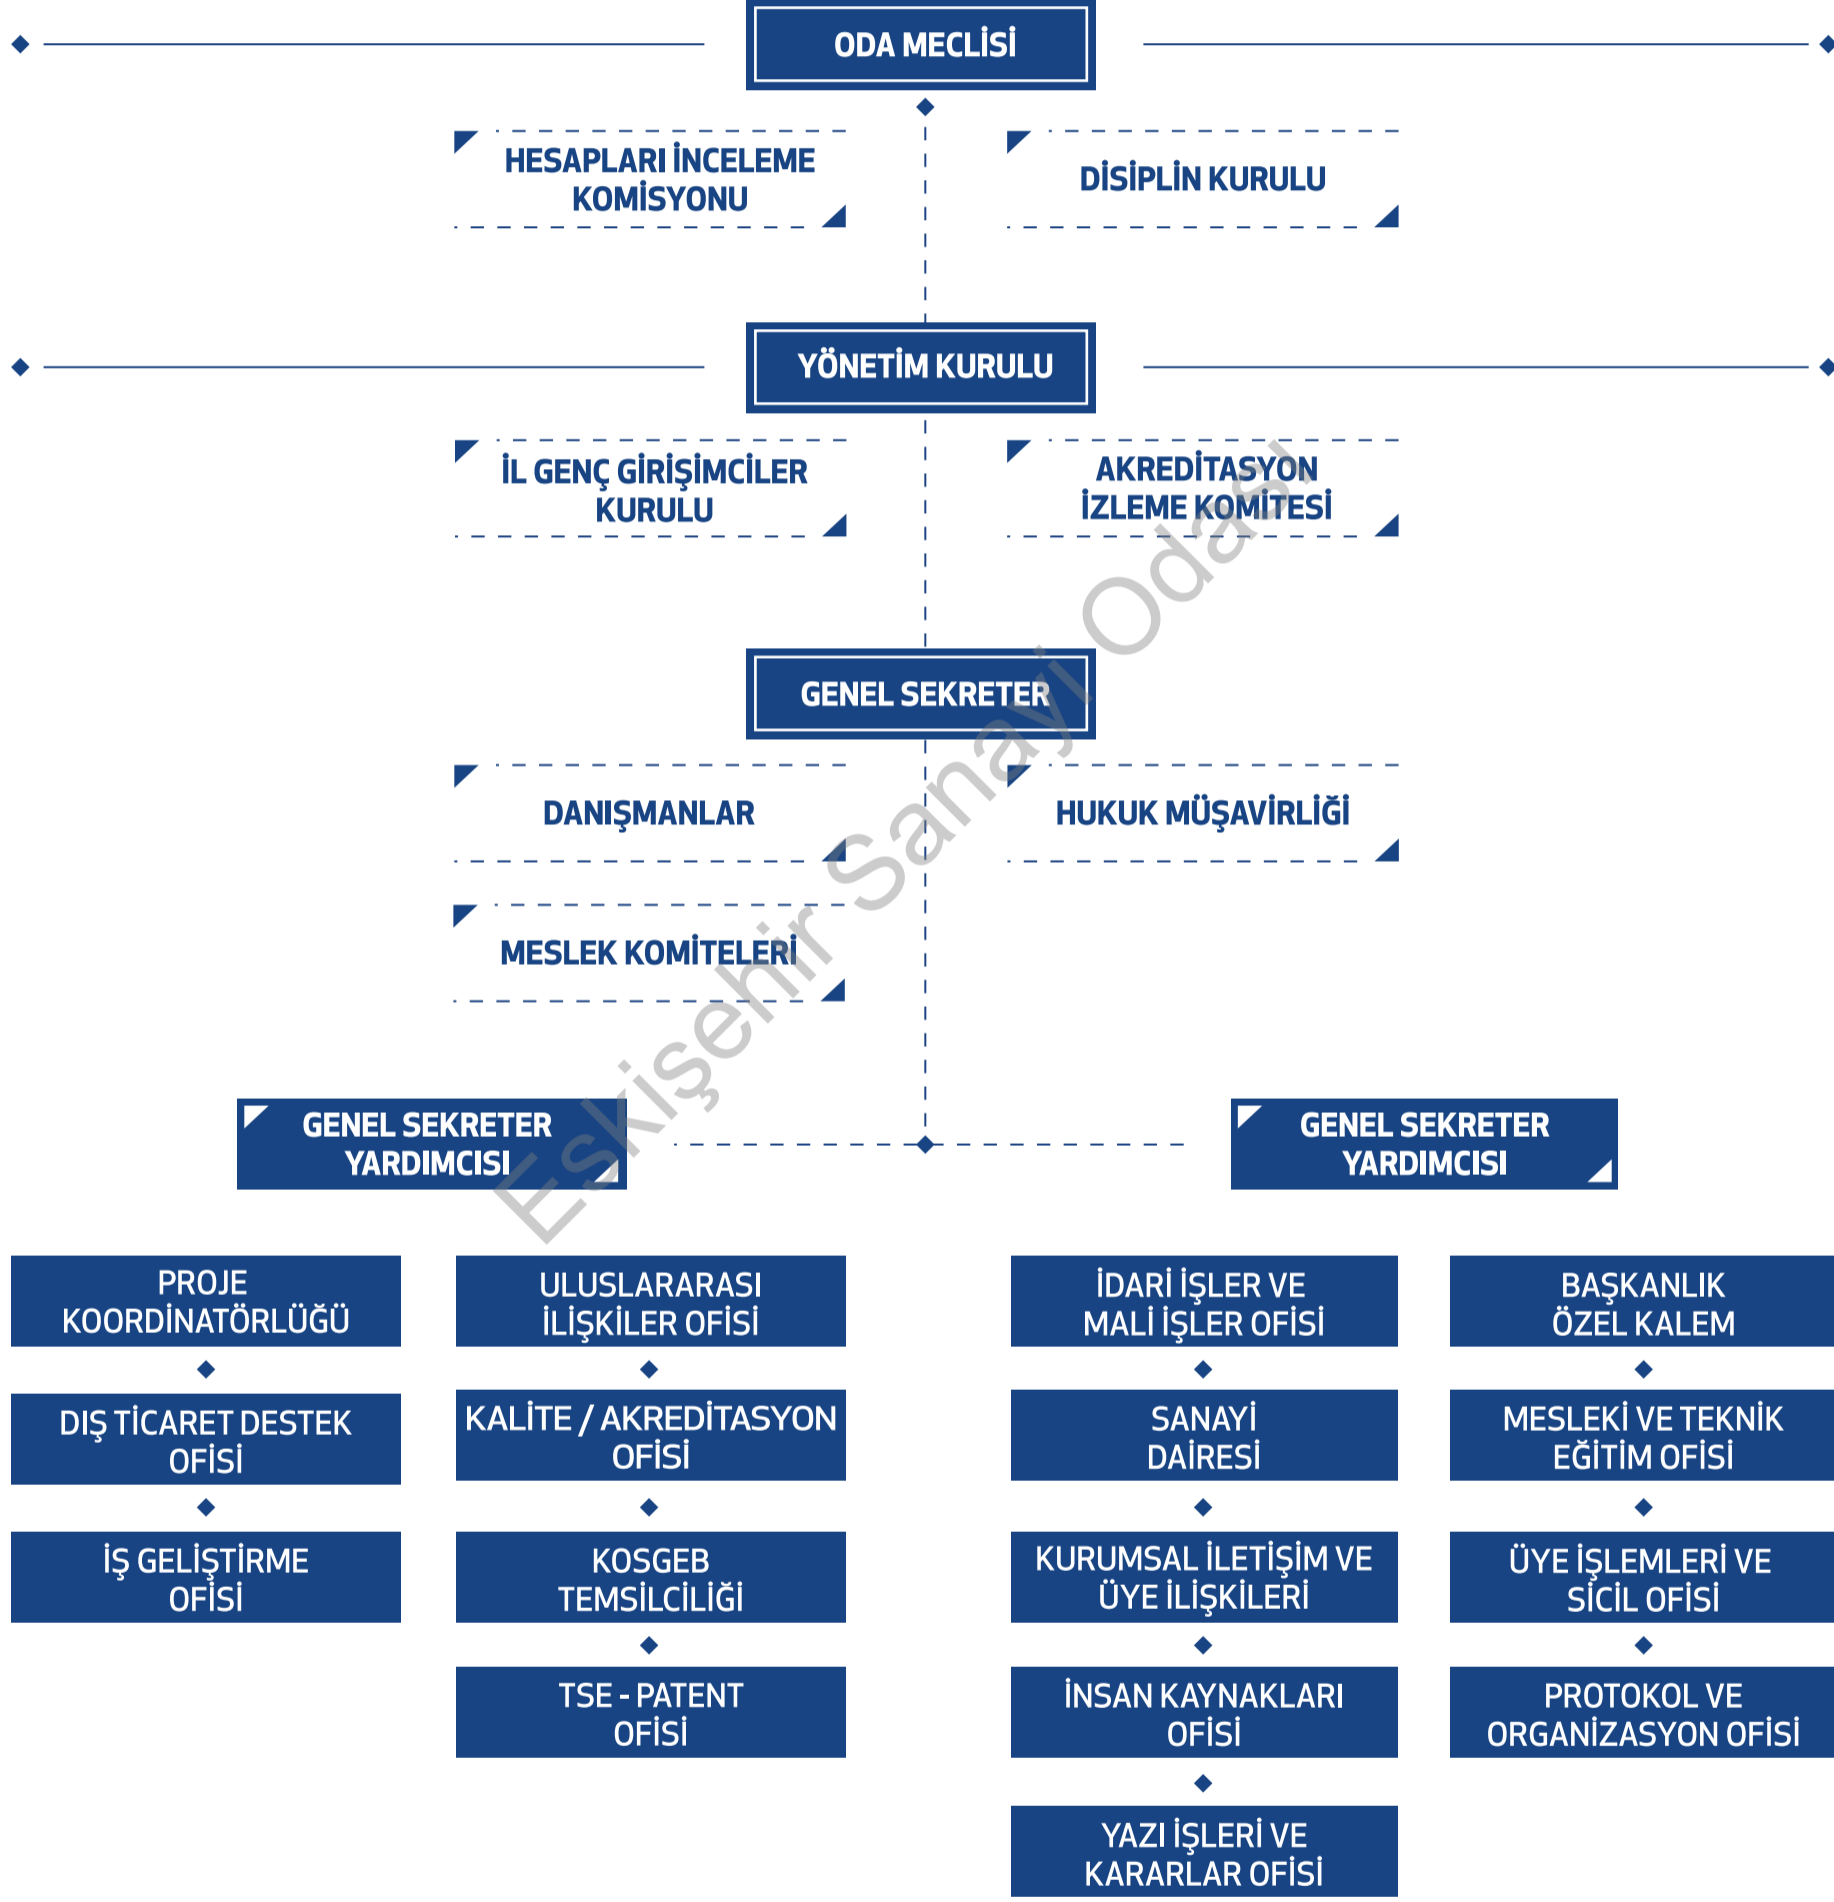 ODA MECLİSİ
HESAPLARI İNCELEME
KOMİSYONU
DİSİPLİN KURULU
YÖNETİM KURULU
İL GENÇ GİRİŞİMCİLER
KURULU
AKREDİTASYON
İZLEME KOMİTESİ
GENEL SEKRETER
DANIŞMANLAR
HUKUK MÜŞAVİRLİĞİ
MESLEK KOMİTELERİ
Eskişehir Sanayi Odası
GENEL SEKRETER
YARDIMCISI
GENEL SEKRETER
YARDIMCISI
PROJE
KOORDİNATÖRLÜĞÜ
DIŞ TİCARET DESTEK
OFİSİ
İŞ GELİŞTİRME
OFİSİ
ULUSLARARASI
İLİŞKİLER OFİSİ
KALİTE / AKREDİTASYON
OFİSİ
KOSGEB
TEMSİLCİLİĞİ
TSE - PATENT
OFİSİ
İDARİ İŞLER VE
MALİ İŞLER OFİSİ
SANAYİ
DAİRESİ
KURUMSAL İLETİŞİM VE
ÜYE İLİŞKİLERİ
İNSAN KAYNAKLARI
OFİSİ
YAZI İŞLERİ VE
KARARLAR OFİSİ
BAŞKANLIK
ÖZEL KALEM
MESLEKİ VE TEKNİK
EĞİTİM OFİSİ
ÜYE İŞLEMLERİ VE
SİCİL OFİSİ
PROTOKOL VE
ORGANİZASYON OFİSİ